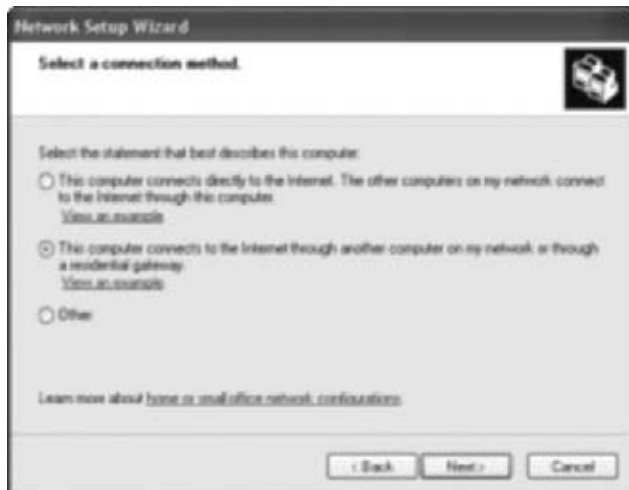 Network Setup Wizard
Select a connection method.
Select the statement that best describes this computer:
This computer connects directly to the Internet. The other computers on my network connect
to the Internet through this computer.
View an example
This computer connects to the Internet through another computer on my network or through
a residential gateway.
View an example
Other
Learn more about home or small office network configurations.
< Back
Next >
Cancel